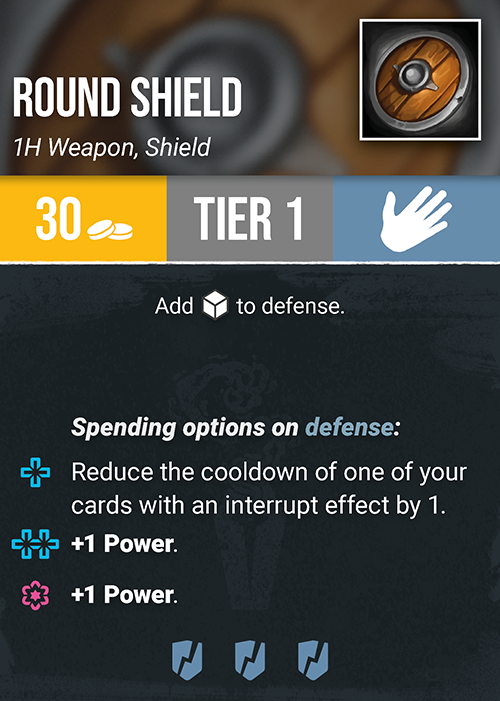 ROUND SHIELD
1H Weapon, Shield
30
TIER 1
Add to defense.
Spending options on defense:
Reduce the cooldown of one of your
cards with an interrupt effect by 1.
+1 Power.
+1 Power.